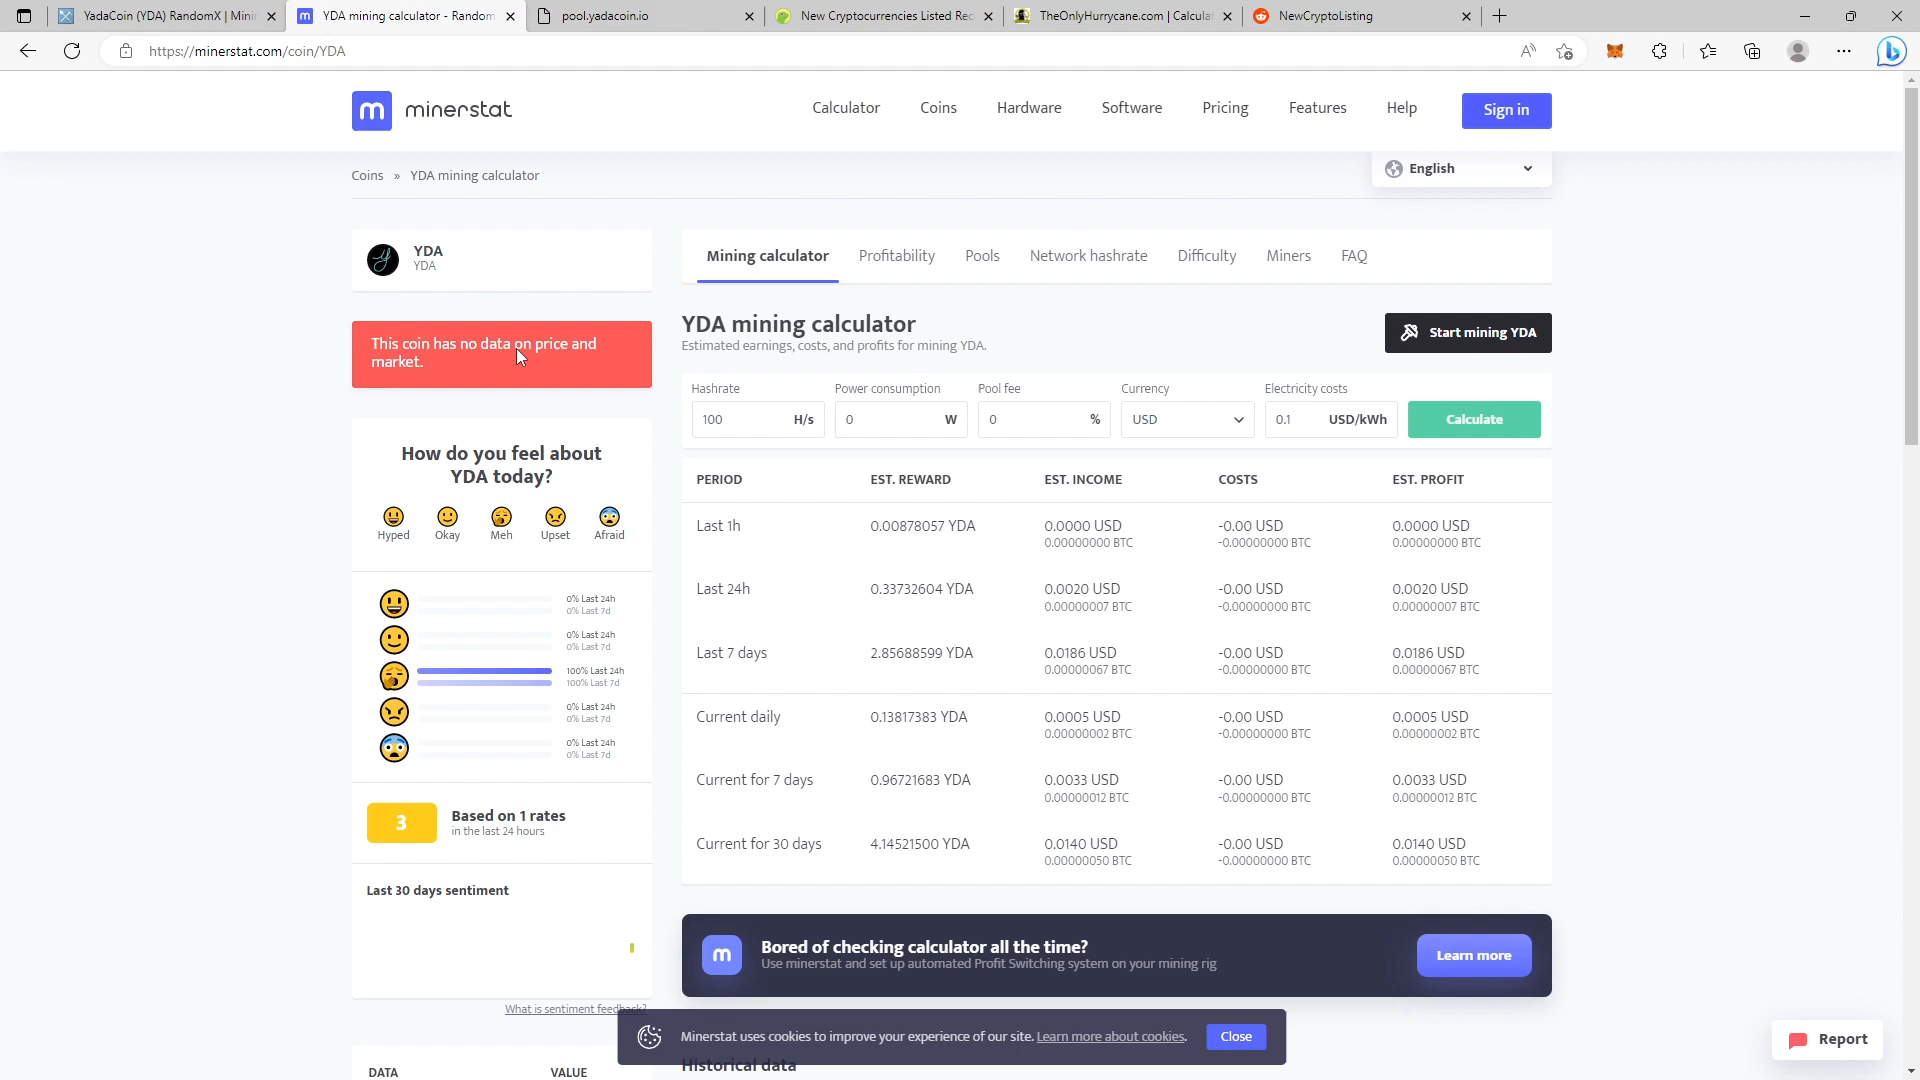 YadaCoin (YDA) RandomX | Mini
YDA mining calculator - Random
pool.yadacoin.io
New Cryptocurrencies Listed Rec
TheOnlyHurrycane.com | Calculat
NewCryptoListing
https://minerstat.com/coin/YDA
minerstat
Calculator
Coins
Hardware
Software
Pricing
Features
Help
Sign in
Coins » YDA mining calculator
English
YDA
YDA
This coin has no data on price and
market.
How do you feel about
YDA today?
Hyped
Okay
Meh
Upset
Afraid
0% Last 24h
0% Last 7d
0% Last 24h
0% Last 7d
100% Last 24h
100% Last 7d
0% Last 24h
0% Last 7d
0% Last 24h
0% Last 7d
3
Based on 1 rates
in the last 24 hours
Last 30 days sentiment
What is sentiment feedback?
DATA VALUE
Mining calculator
Profitability
Pools
Network hashrate
Difficulty
Miners
FAQ
YDA mining calculator
Estimated earnings, costs, and profits for mining YDA.
Start mining YDA
Hashrate Power consumption Pool fee Currency Electricity costs
100 H/s 0 W 0 % USD 0.1 USD/kWh Calculate
PERIOD EST. REWARD EST. INCOME COSTS EST. PROFIT
Last 1h 0.00878057 YDA 0.0000 USD -0.00 USD 0.0000 USD
0.00000000 BTC -0.00000000 BTC 0.00000000 BTC
Last 24h 0.33732604 YDA 0.0020 USD -0.00 USD 0.0020 USD
0.00000007 BTC -0.00000000 BTC 0.00000007 BTC
Last 7 days 2.85688599 YDA 0.0186 USD -0.00 USD 0.0186 USD
0.00000067 BTC -0.00000000 BTC 0.00000067 BTC
Current daily 0.13817383 YDA 0.0005 USD -0.00 USD 0.0005 USD
0.00000002 BTC -0.00000000 BTC 0.00000002 BTC
Current for 7 days 0.96721683 YDA 0.0033 USD -0.00 USD 0.0033 USD
0.00000012 BTC -0.00000000 BTC 0.00000012 BTC
Current for 30 days 4.14521500 YDA 0.0140 USD -0.00 USD 0.0140 USD
0.00000050 BTC -0.00000000 BTC 0.00000050 BTC
Bored of checking calculator all the time?
Use minerstat and set up automated Profit Switching system on your mining rig
Learn more
Minerstat uses cookies to improve your experience of our site. Learn more about cookies.
Close
Historical data
Report